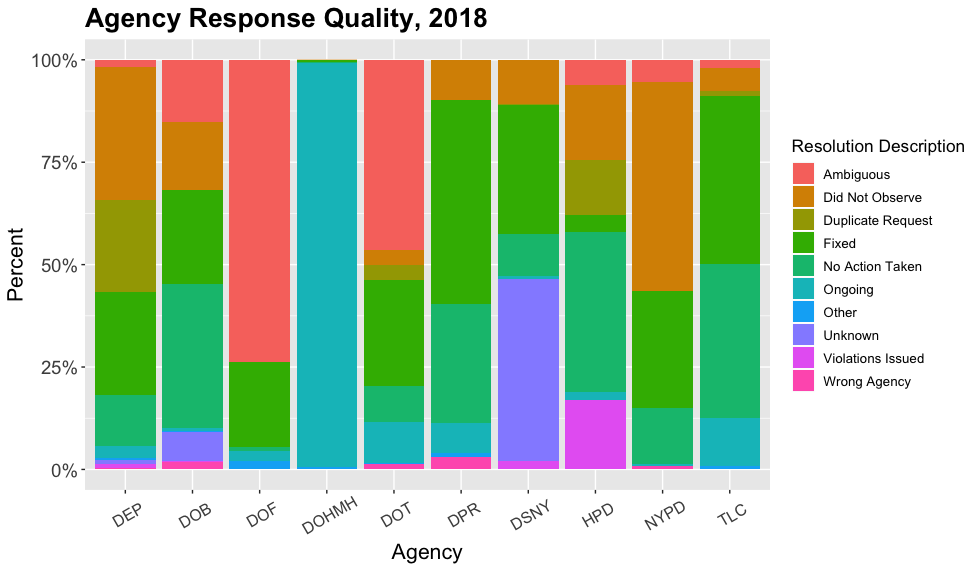 Agency Response Quality, 2018
100%
75%
50%
25%
0%
Percent
DEP
DOB
DOF
DOHMH
DOT
DPR
DSNY
HPD
NYPD
TLC
Agency
Resolution Description
Ambiguous
Did Not Observe
Duplicate Request
Fixed
No Action Taken
Ongoing
Other
Unknown
Violations Issued
Wrong Agency